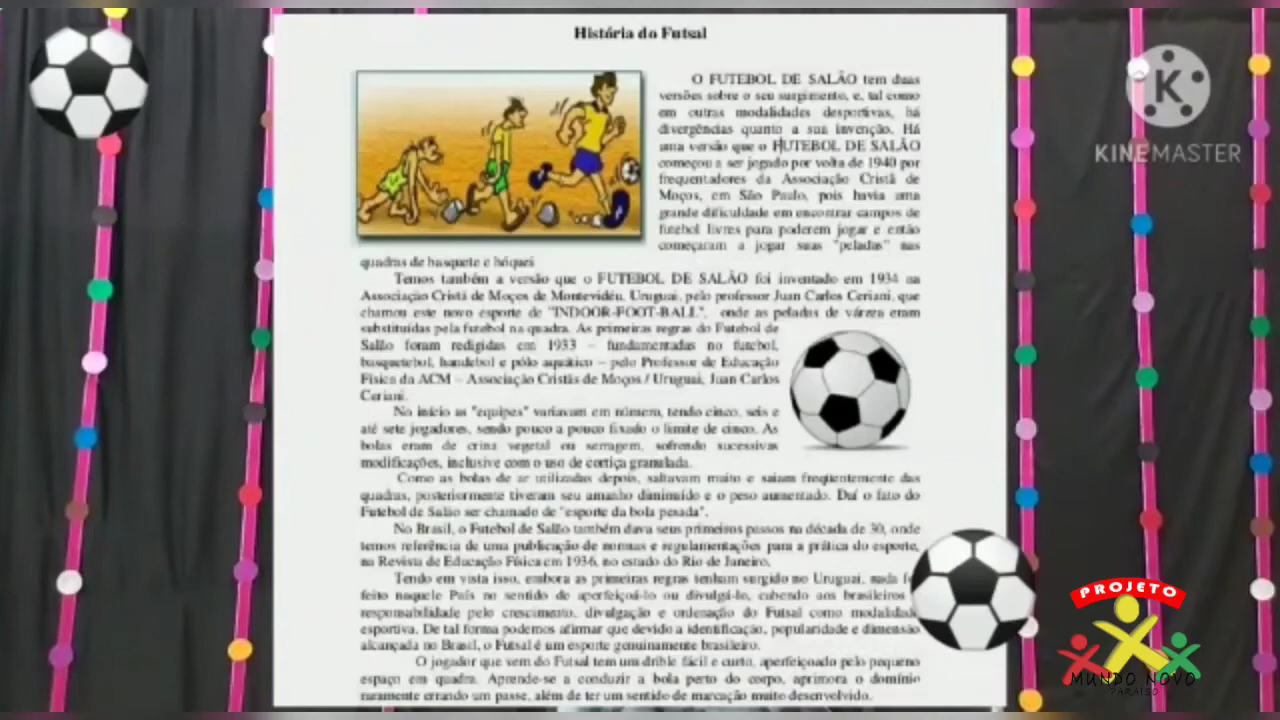 História do Futsal
O FUTEBOL DE SALÃO tem duas
versões sobre o seu surgimento, e, tal como
em outras modalidades desportivas, há
divergências quanto a sua invenção. Há
uma versão que o FUTEBOL DE SALÃO
começou a ser jogado por volta de 1940 por
frequentadores da Associação Cristã de
Moços, em São Paulo, pois havia uma
grande dificuldade em encontrar campos de
futebol livres para poderem jogar e então
começaram a jogar suas "peladas" nas
quadras de basquete e hóquei
Temos também a versão que o FUTEBOL DE SALÃO foi inventado em 1934 na
Associação Cristã de Moços de Montevidéu, Uruguai, pelo professor Juan Carlos Ceriani, que
chamou este novo esporte de "INDOOR-FOOT-BALL", onde as peladas de várzea eram
substituídas pela futebol na quadra. As primeiras regras do Futebol de
Salão foram redigidas em 1933 – fundamentadas no futebol,
basquetebol, handebol e pólo aquático – pelo Professor de Educação
Física da ACM – Associação Cristãs de Moços / Uruguai, Juan Carlos
Ceriani.
No início as "equipes" variavam em número, tendo cinco, seis e
até sete jogadores, sendo pouco a pouco fixado o limite de cinco. As
bolas eram de crina vegetal ou serragem, sofrendo sucessivas
modificações, inclusive com o uso de cortiça granulada.
Como as bolas de ar utilizadas depois, saltavam muito e saiam freqüentemente das
quadras, posteriormente tiveram seu amanho diminuído e o peso aumentado. Daí o fato do
Futebol de Salão ser chamado de "esporte da bola pesada".
No Brasil, o Futebol de Salão também dava seus primeiros passos na década de 30, onde
temos referência de uma publicação de normas e regulamentações para a prática do esporte,
na Revista de Educação Física em 1936, no estado do Rio de Janeiro.
Tendo em vista isso, embora as primeiras regras tenham surgido no Uruguai, nada
feito naquele País no sentido de aperfeiçoá-lo ou divulgá-lo, cabendo aos brasileiros
responsabilidade pelo crescimento, divulgação e ordenação do Futsal como modalidade
esportiva. De tal forma podemos afirmar que devido a identificação, popularidade e dimensão
alcançada no Brasil, o Futsal é um esporte genuinamente brasileiro.
O jogador que vem do Futsal tem um drible fácil e curto, aperfeiçoado pelo pequeno
espaço em quadra. Aprende-se a conduzir a bola perto do corpo, aprimora o domínio
raramente errando um passe, além de ter um sentido de marcação muito desenvolvido.
K
KINEMASTER
PROJETO
MUNDO NOVO
PARAÍSO